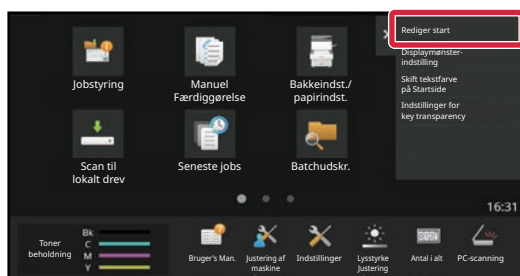 Rediger start
Displaymønster-
indstilling
Skift tekstfarve
på Startside
Indstillinger for
key transparency
Jobstyring
Manuel
Færdiggørelse
Bakkeindst./
papirindst.
Scan til
lokalt drev
Seneste jobs
Batchudskr.
16:31
Toner
beholdning
Bk
C
M
Y
Bruger's Man.
Justering af
maskine
Indstillinger
Lysstyrke
Justering
Antal i alt
PC-scanning